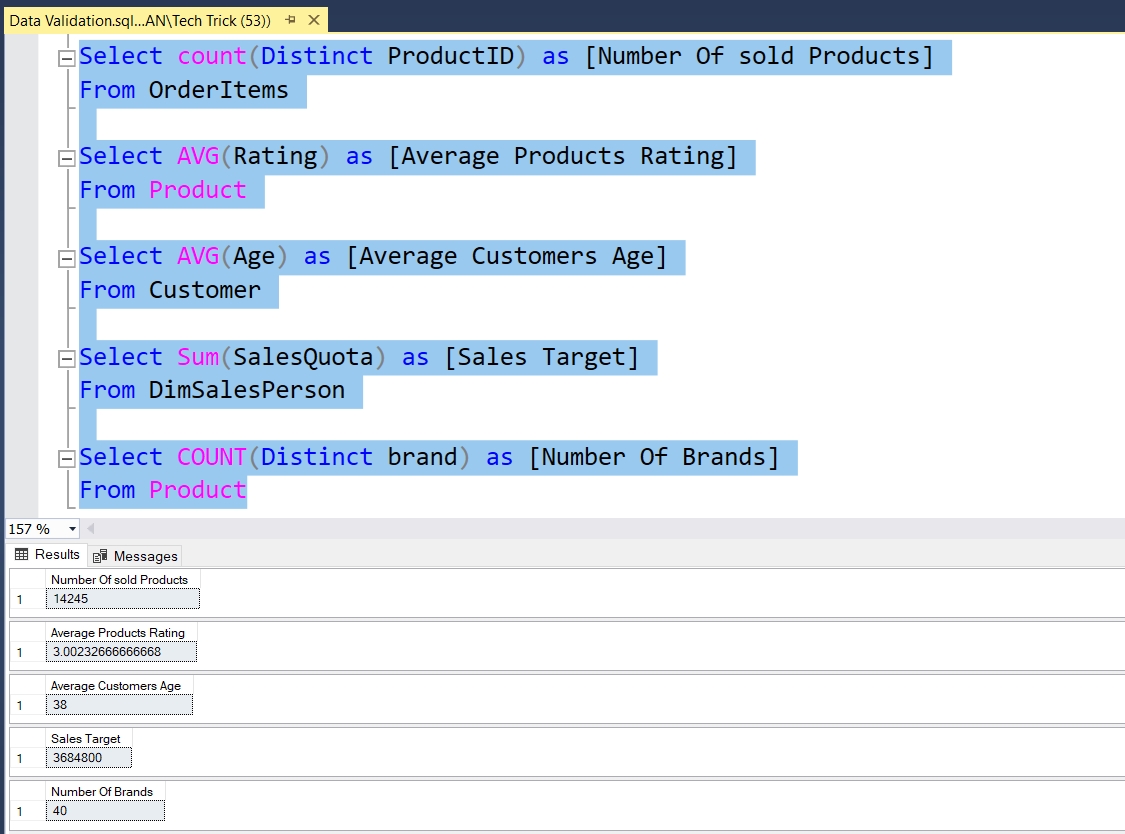 Data Validation.sql...AN\Tech Trick (53))
Select count(Distinct ProductID) as [Number Of sold Products]
From OrderItems
Select AVG(Rating) as [Average Products Rating]
From Product
Select AVG(Age) as [Average Customers Age]
From Customer
Select Sum(SalesQuota) as [Sales Target]
From DimSalesPerson
Select COUNT(Distinct brand) as [Number Of Brands]
From Product
157 %
Results Messages
Number Of sold Products
1 14245
Average Products Rating
1 3.00232666666668
Average Customers Age
1 38
Sales Target
1 3684800
Number Of Brands
1 40